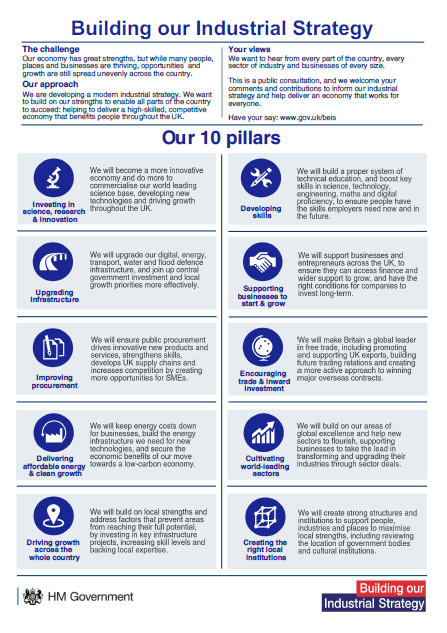 Building our Industrial Strategy
The challenge
Our economy has great strengths, but while many people,
places and businesses are thriving, opportunities and
growth are still spread unevenly across the country.
Our approach
We are developing a modern industrial strategy. We want
to build on our strengths to enable all parts of the country
to succeed: helping to deliver a high-skilled, competitive
economy that benefits people throughout the UK.
Your views
We want to hear from every part of the country, every
sector of industry and businesses of every size.
This is a public consultation, and we welcome your
comments and contributions to inform our industrial
strategy and help deliver an economy that works for
everyone.
Have your say: www.gov.uk/beis
Our 10 pillars
Investing in
science, research
& innovation
We will become a more innovative
economy and do more to
commercialise our world leading
science base, developing new
technologies and driving growth
throughout the UK.
Developing
skills
We will build a proper system of
technical education, and boost key
skills in science, technology,
engineering, maths and digital
proficiency, to ensure people have
the skills employers need now and in
the future.
Upgrading
infrastructure
We will upgrade our digital, energy,
transport, water and flood defence
infrastructure, and join up central
government investment and local
growth priorities more effectively.
Supporting
businesses to
start & grow
We will support businesses and
entrepreneurs across the UK, to
ensure they can access finance and
wider support to grow, and have the
right conditions for companies to
invest long-term.
Improving
procurement
We will ensure public procurement
drives innovative new products and
services, strengthens skills,
develops UK supply chains and
increases competition by creating
more opportunities for SMEs.
Encouraging
trade & inward
investment
We will make Britain a global leader
in free trade, including promoting
and supporting UK exports, building
future trading relations and creating
a more active approach to winning
major overseas contracts.
Delivering
affordable energy
& clean growth
We will keep energy costs down
for businesses, build the energy
infrastructure we need for new
technologies, and secure the
economic benefits of our move
towards a low-carbon economy.
Cultivating
world-leading
sectors
We will build on our areas of
global excellence and help new
sectors to flourish, supporting
businesses to take the lead in
transforming and upgrading their
industries through sector deals.
Driving growth
across the
whole country
We will build on local strengths and
address factors that prevent areas
from reaching their full potential,
by investing in key infrastructure
projects, increasing skill levels and
backing local expertise.
Creating the
right local
institutions
We will create strong structures and
institutions to support people,
industries and places to maximise
local strengths, including reviewing
the location of government bodies
and cultural institutions.
HM Government
Building our
Industrial Strategy